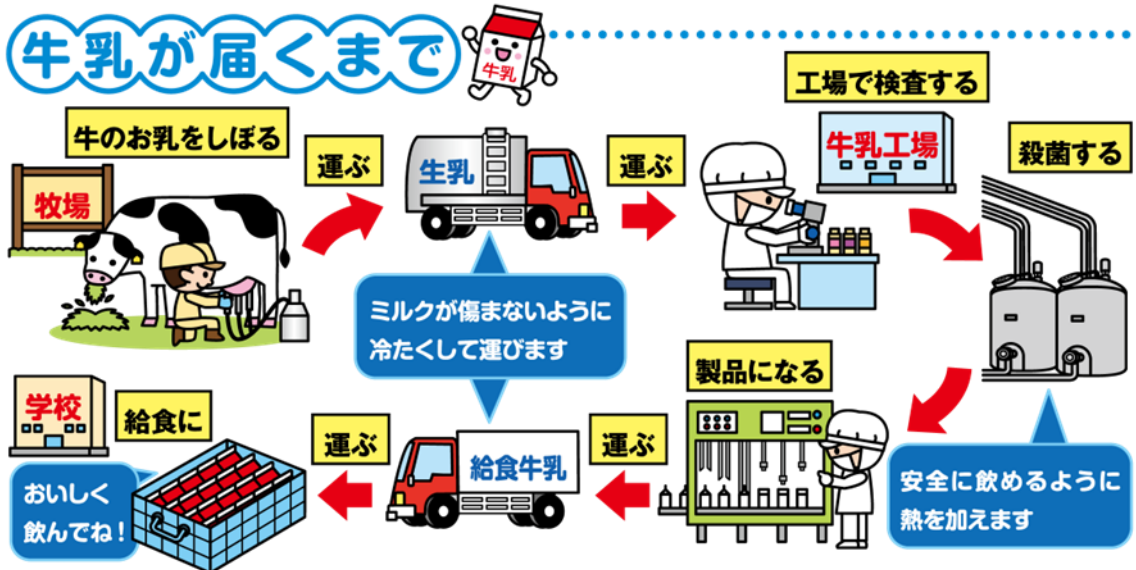 牛乳が届くまで
牛乳
牛のお乳をしぼる
牧場
運ぶ
生乳
運ぶ
工場で検査する
牛乳工場
殺菌する
ミルクが傷まないように
冷たくして運びます
安全に飲めるように
熱を加えます
製品になる
運ぶ
給食牛乳
運ぶ
給食に
学校
おいしく
飲んでね！